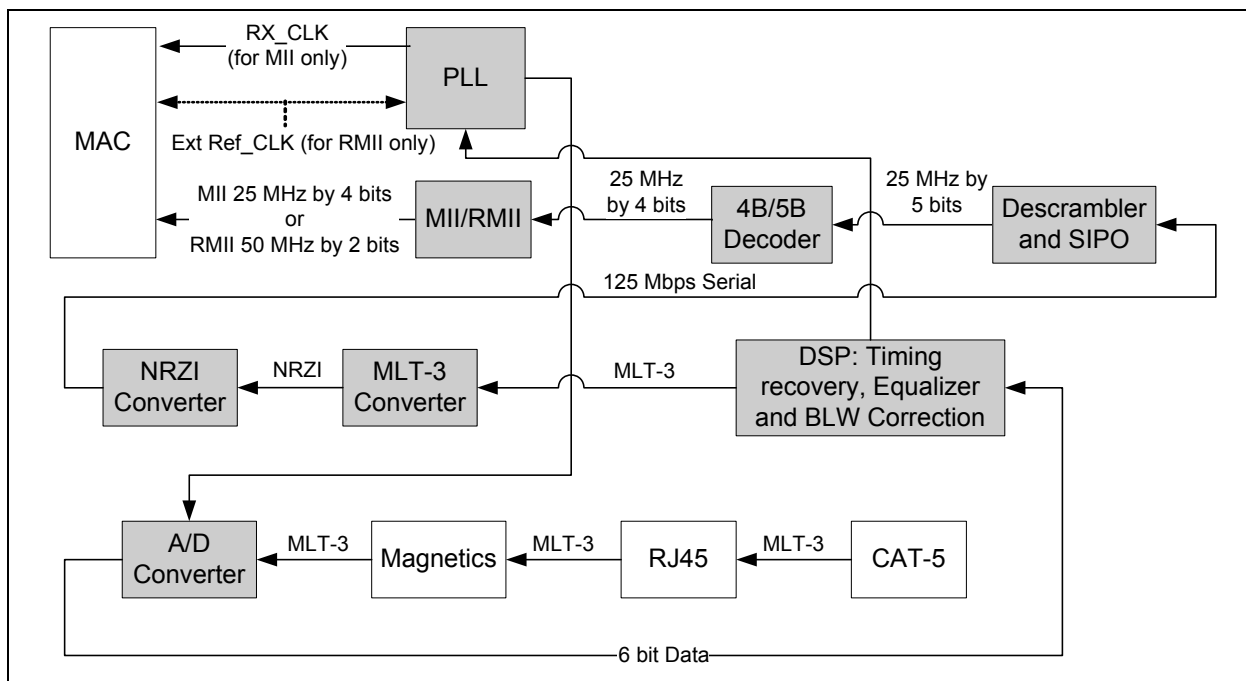 RX_CLK
(for MII only)
PLL
MAC
Ext Ref_CLK (for RMII only)
MII 25 MHz by 4 bits
or
RMII 50 MHz by 2 bits
MII/RMII
25 MHz
by 4 bits
4B/5B
Decoder
25 MHz by
5 bits
Descrambler
and SIPO
125 Mbps Serial
NRZI
Converter
NRZI
MLT-3
Converter
MLT-3
DSP: Timing
recovery, Equalizer
and BLW Correction
A/D
Converter
MLT-3
Magnetics
MLT-3
RJ45
MLT-3
CAT-5
6 bit Data